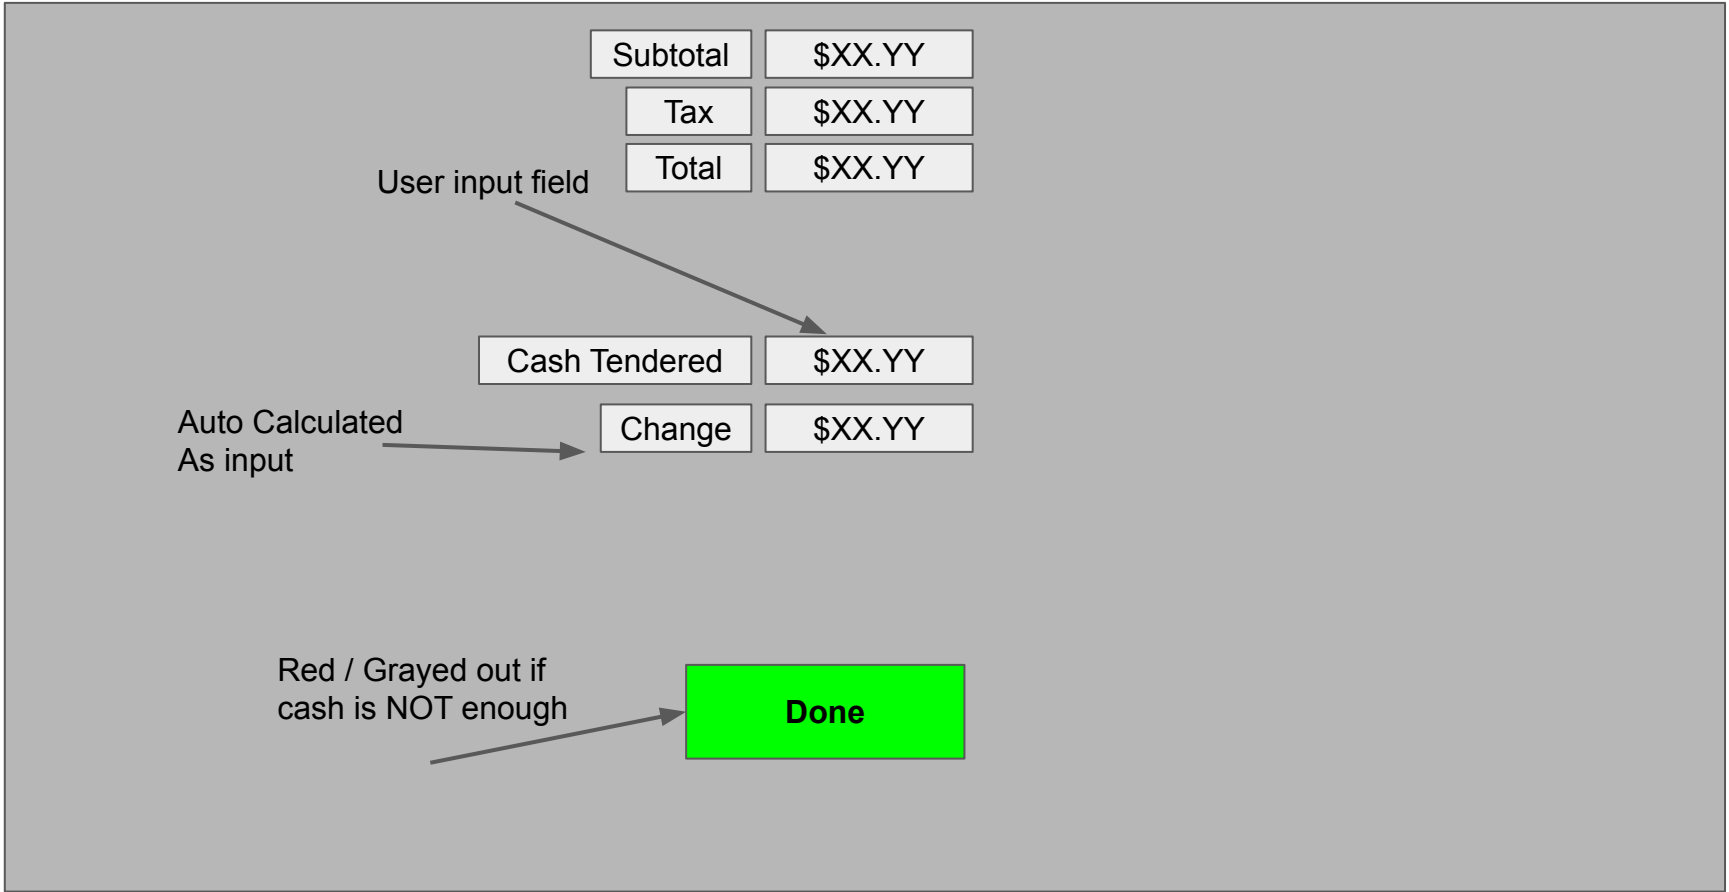 Subtotal $XX.YY
Tax $XX.YY
Total $XX.YY
User input field
Cash Tendered $XX.YY
Change $XX.YY
Auto Calculated
As input
Red / Grayed out if
cash is NOT enough
Done